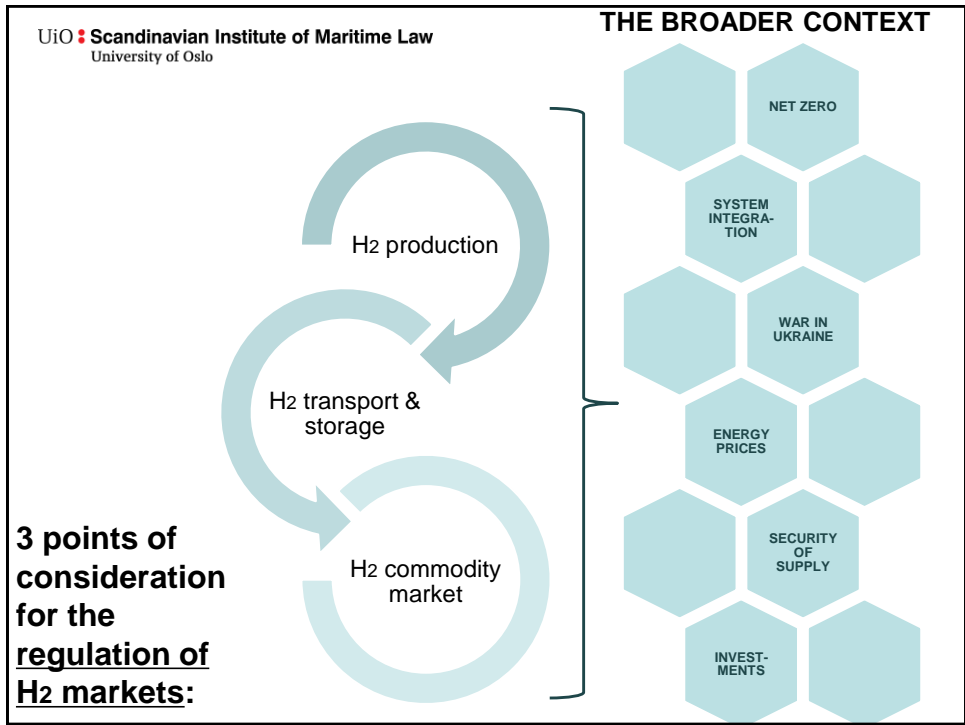 UiO : Scandinavian Institute of Maritime Law
University of Oslo
THE BROADER CONTEXT
H2 production
H2 transport &
storage
H2 commodity
market
3 points of
consideration
for the
regulation of
H2 markets:
NET ZERO
SYSTEM
INTEGRA-
TION
WAR IN
UKRAINE
ENERGY
PRICES
SECURITY
OF
SUPPLY
INVEST-
MENTS